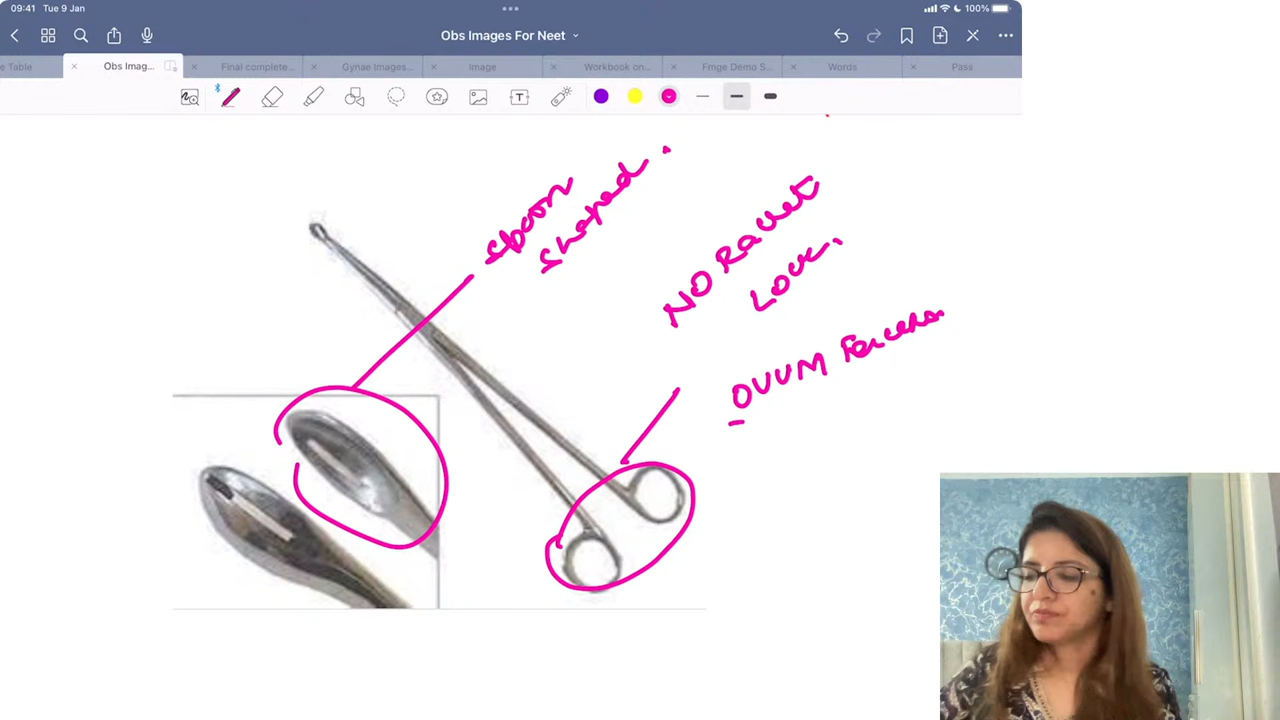 09:41 Tue 9 Jan
100%
Obs Images For Neet
e Table
Obs Imag...
Final complete...
Gynae Images...
Image
Workbook on...
Fmge Demo S...
Words
Pass
T
spoon
shaped.
NO Rachet
Lock.
OVUM Forceps